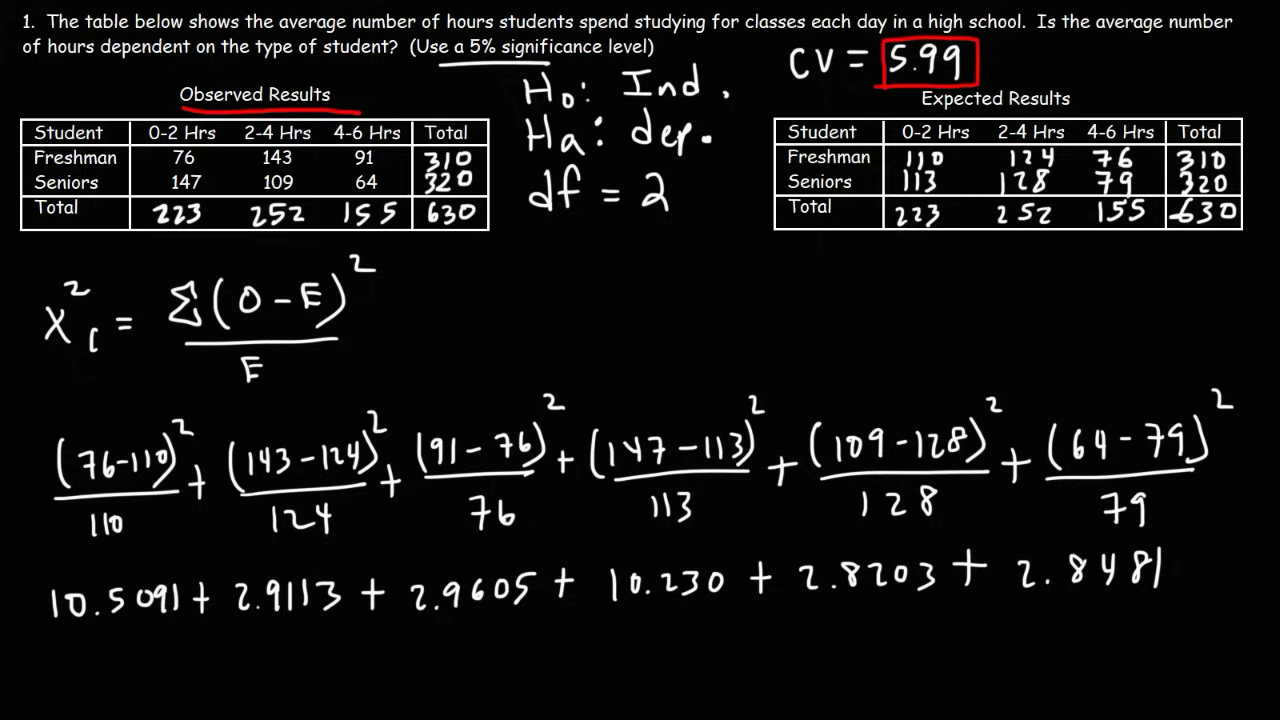 1. The table below shows the average number of hours students spend studying for classes each day in a high school. Is the average number
of hours dependent on the type of student? (Use a 5% significance level)
CV = 5.99
Observed Results
H₀: Ind.
Expected Results
Student 0-2 Hrs 2-4 Hrs 4-6 Hrs Total
Freshman 76 143 91 310
Seniors 147 109 64 320
Total 223 252 155 630
Ha: dep.
df = 2
Student 0-2 Hrs 2-4 Hrs 4-6 Hrs Total
Freshman 110 124 76 310
Seniors 113 128 79 320
Total 223 252 155 630
X²c = Σ(O-E)²
E
(76-110)² + (143-124)² + (91-76)² + (147-113)² + (109-128)² + (64-79)²
110 124 76 113 128 79
10.5091 + 2.9113 + 2.9605 + 10.230 + 2.8203 + 2.8481